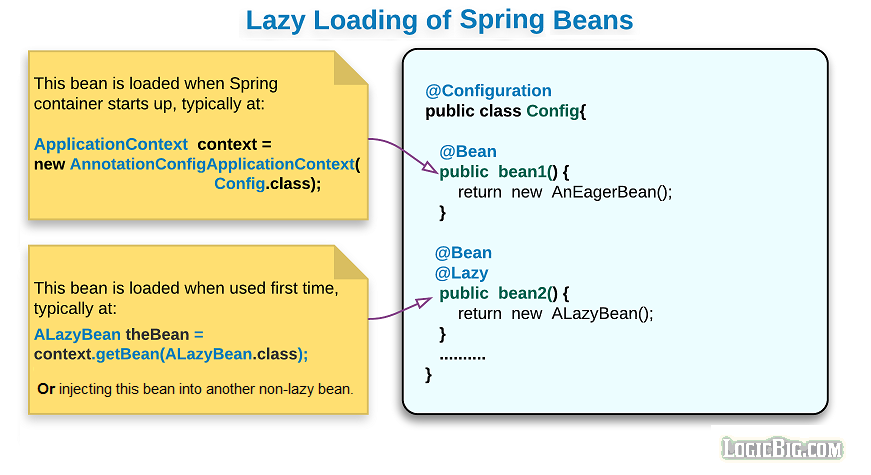 Lazy Loading of Spring Beans
This bean is loaded when Spring
container starts up, typically at:
ApplicationContext context =
new AnnotationConfigApplicationContext(
Config.class);
This bean is loaded when used first time,
typically at:
ALazyBean theBean =
context.getBean(ALazyBean.class);
Or injecting this bean into another non-lazy bean.
@Configuration
public class Config{
@Bean
public bean1() {
return new AnEagerBean();
}
@Bean
@Lazy
public bean2() {
return new ALazyBean();
}
..........
}
LogicBig.com